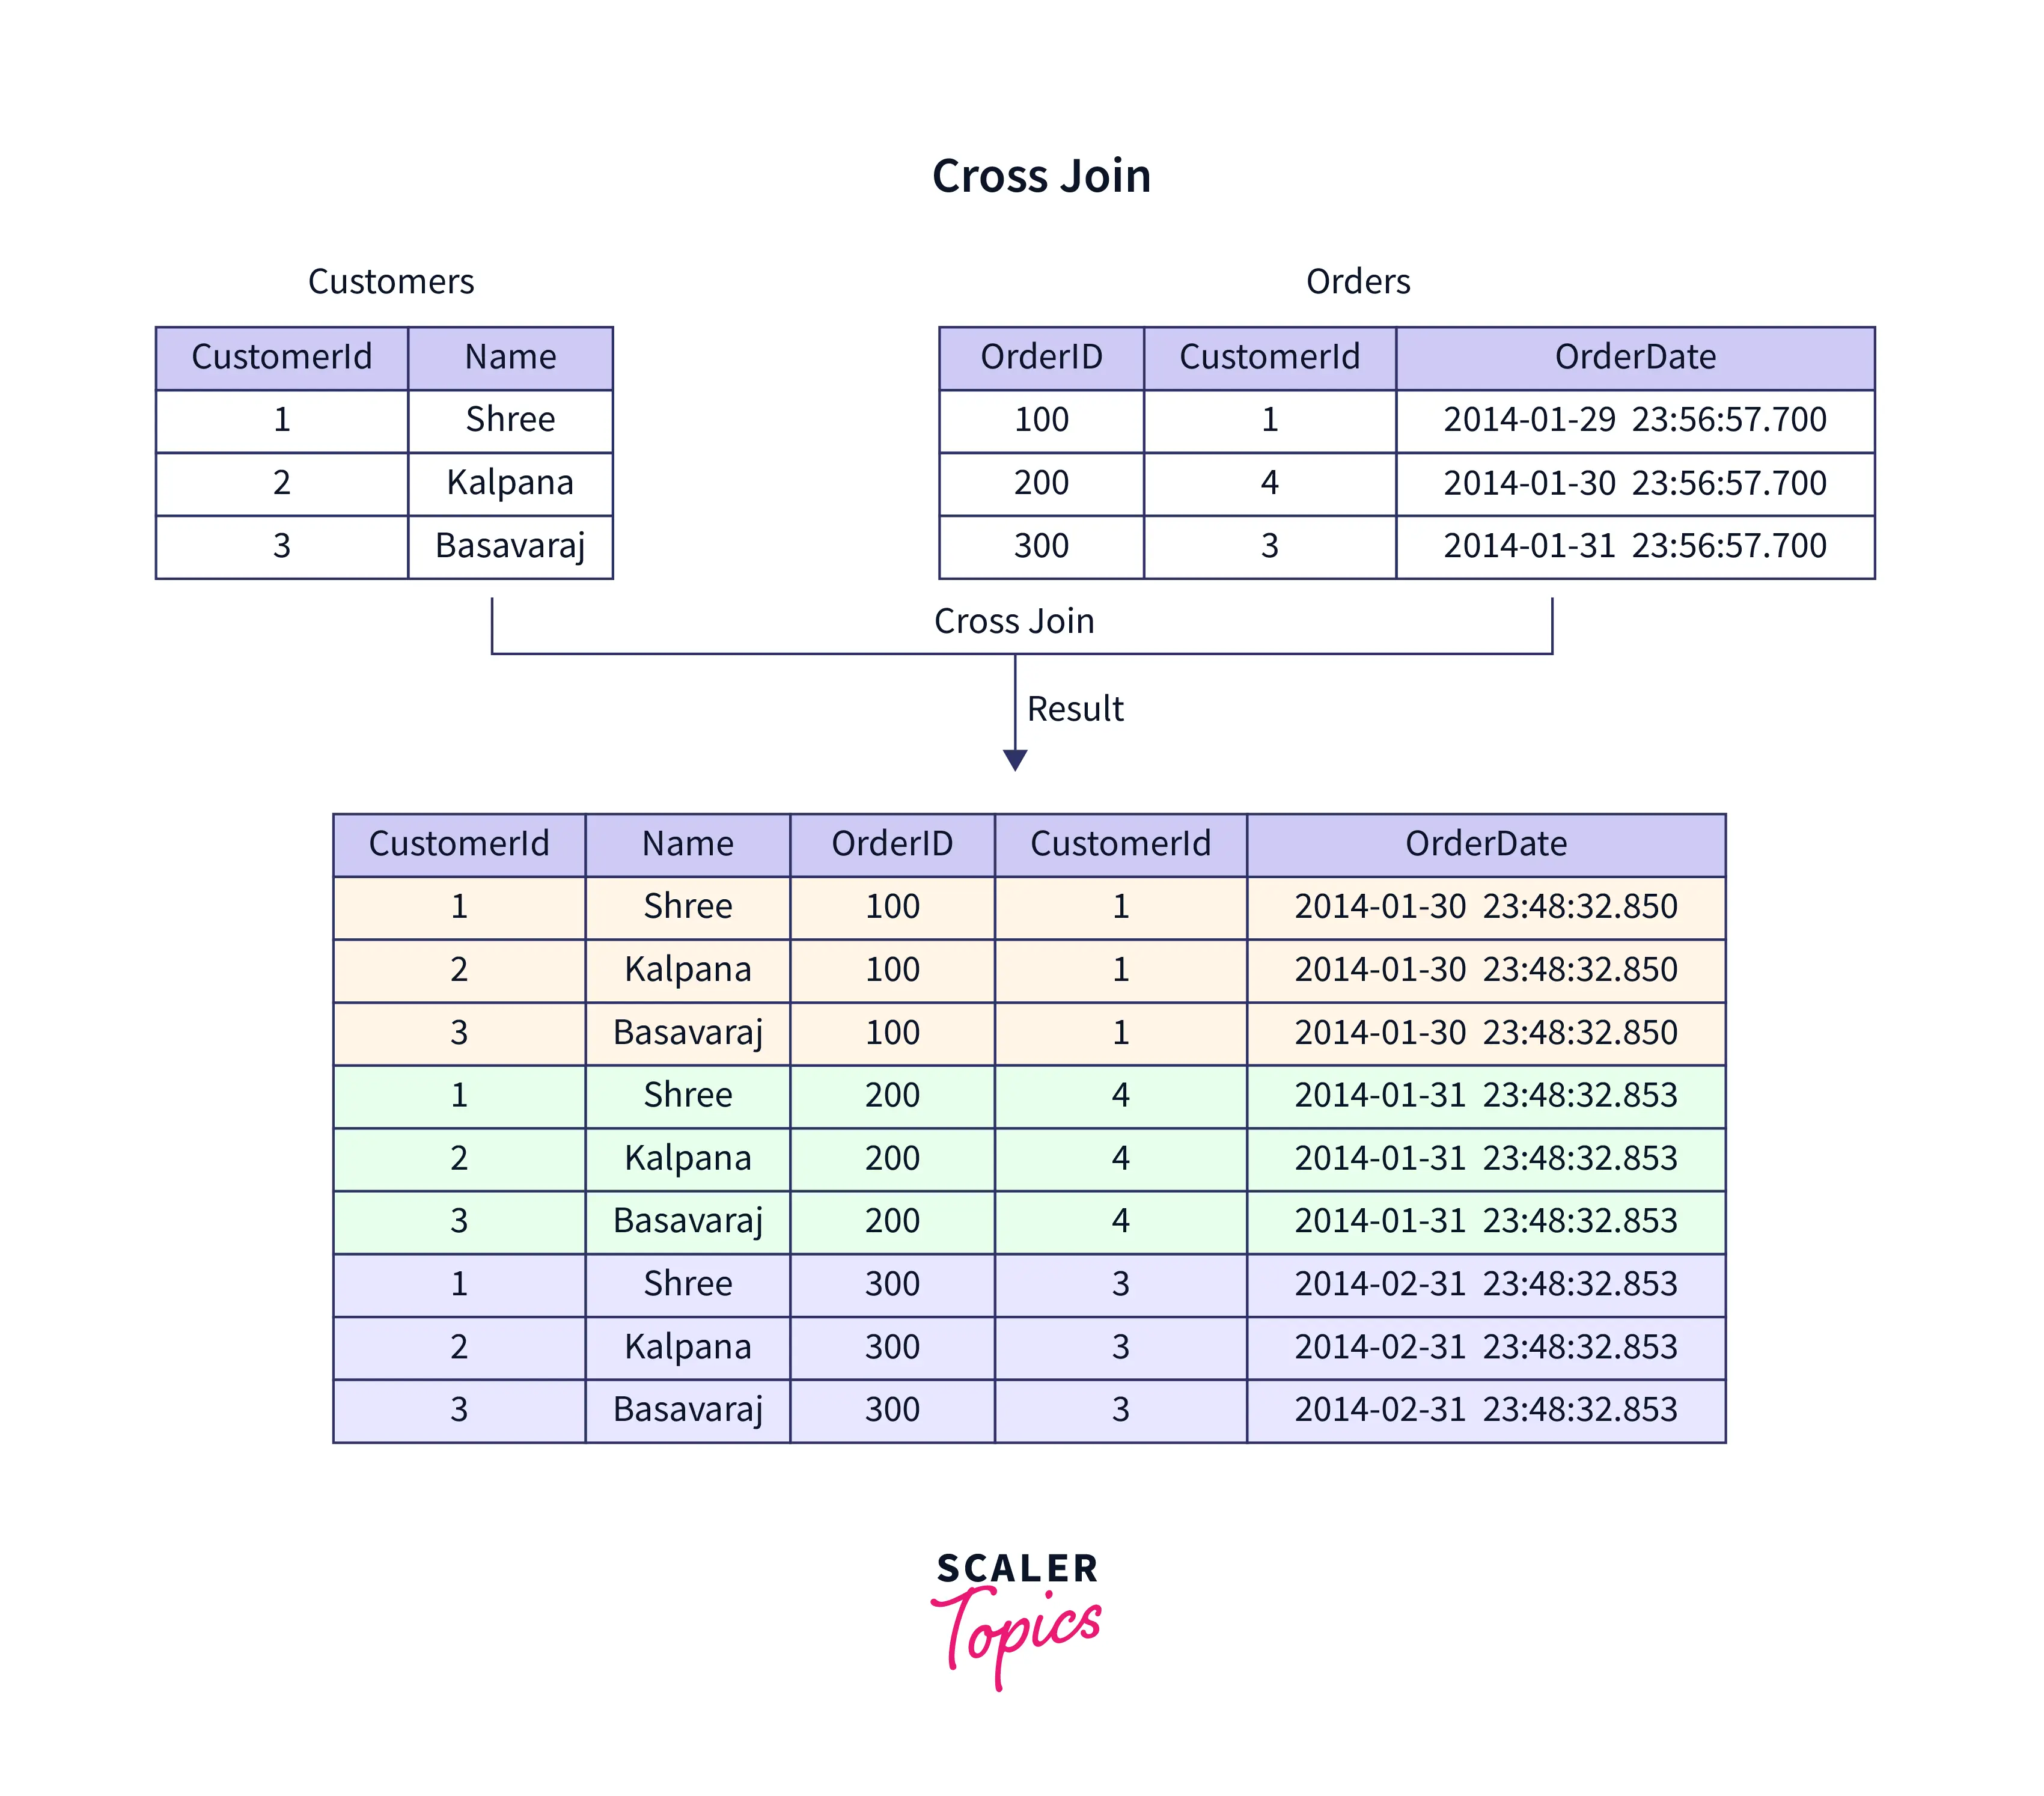 Cross Join
Customers
Orders
CustomerId Name
1 Shree
2 Kalpana
3 Basavaraj
OrderID CustomerId OrderDate
100 1 2014-01-29 23:56:57.700
200 4 2014-01-30 23:56:57.700
300 3 2014-01-31 23:56:57.700
Cross Join
Result
CustomerId Name OrderID CustomerId OrderDate
1 Shree 100 1 2014-01-30 23:48:32.850
2 Kalpana 100 1 2014-01-30 23:48:32.850
3 Basavaraj 100 1 2014-01-30 23:48:32.850
1 Shree 200 4 2014-01-31 23:48:32.853
2 Kalpana 200 4 2014-01-31 23:48:32.853
3 Basavaraj 200 4 2014-01-31 23:48:32.853
1 Shree 300 3 2014-02-31 23:48:32.853
2 Kalpana 300 3 2014-02-31 23:48:32.853
3 Basavaraj 300 3 2014-02-31 23:48:32.853
SCALER
Topics